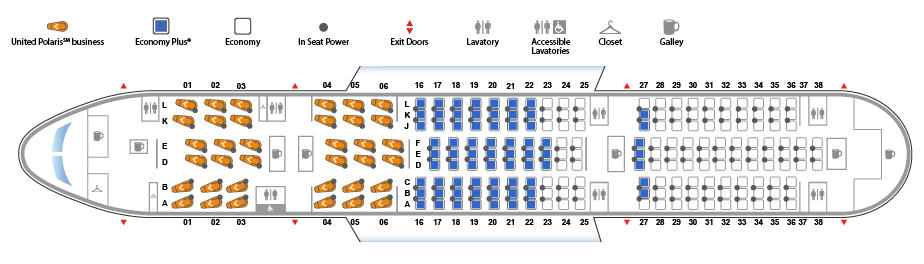 United Polaris℠ business
Economy Plus®
Economy
In Seat Power
Exit Doors
Lavatory
Accessible
Lavatories
Closet
Galley
01 02 03 04 05 06 16 17 18 19 20 21 22 23 24 25 27 28 29 30 31 32 33 34 35 36 37 38
L
K
E
D
B
A
L
K
J
F
E
D
C
B
A
01 02 03 04 05 06 16 17 18 19 20 21 22 23 24 25 27 28 29 30 31 32 33 34 35 36 37 38